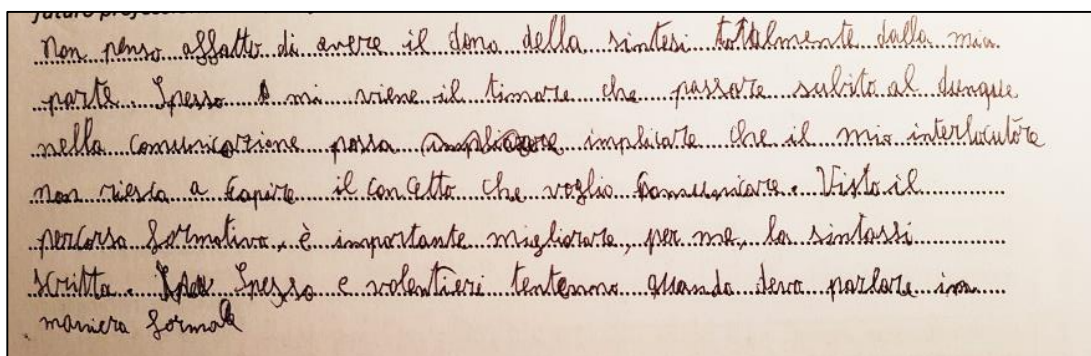 futuro professio
Non penso affatto di avere il dono della sintesi totalmente dalla mia
parte. Spesso mi viene il timore che passare subito al dunque
nella comunicazione possa implicare che il mio interlocutore
non riesca a capire il concetto che voglio comunicare. Visto il
percorso formativo, è importante migliorare, per me, la sintassi
scritta. Spesso e volentieri tentenno quando devo parlare in
maniera formale